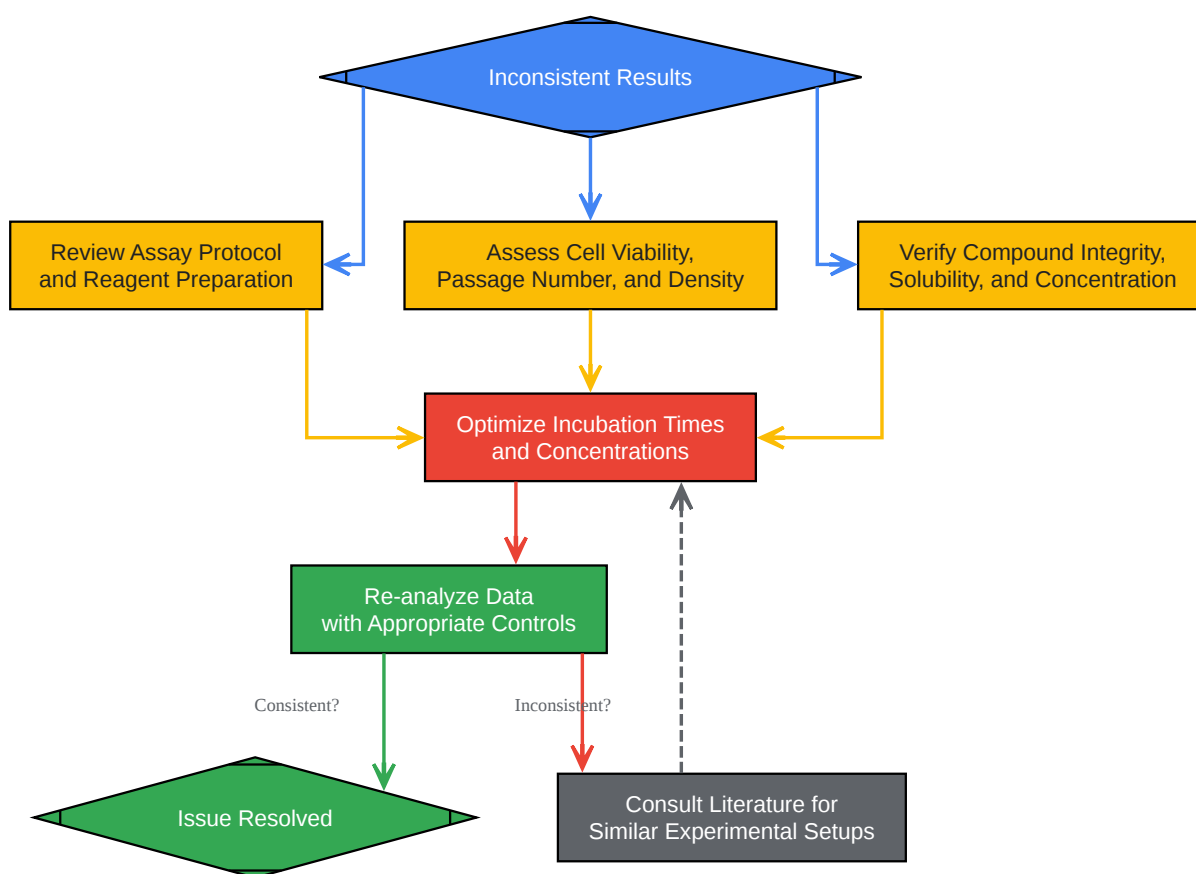 Inconsistent Results
Review Assay Protocol
and Reagent Preparation
Assess Cell Viability,
Passage Number, and Density
Verify Compound Integrity,
Solubility, and Concentration
Optimize Incubation Times
and Concentrations
Re-analyze Data
with Appropriate Controls
Consistent?
Inconsistent?
Issue Resolved
Consult Literature for
Similar Experimental Setups